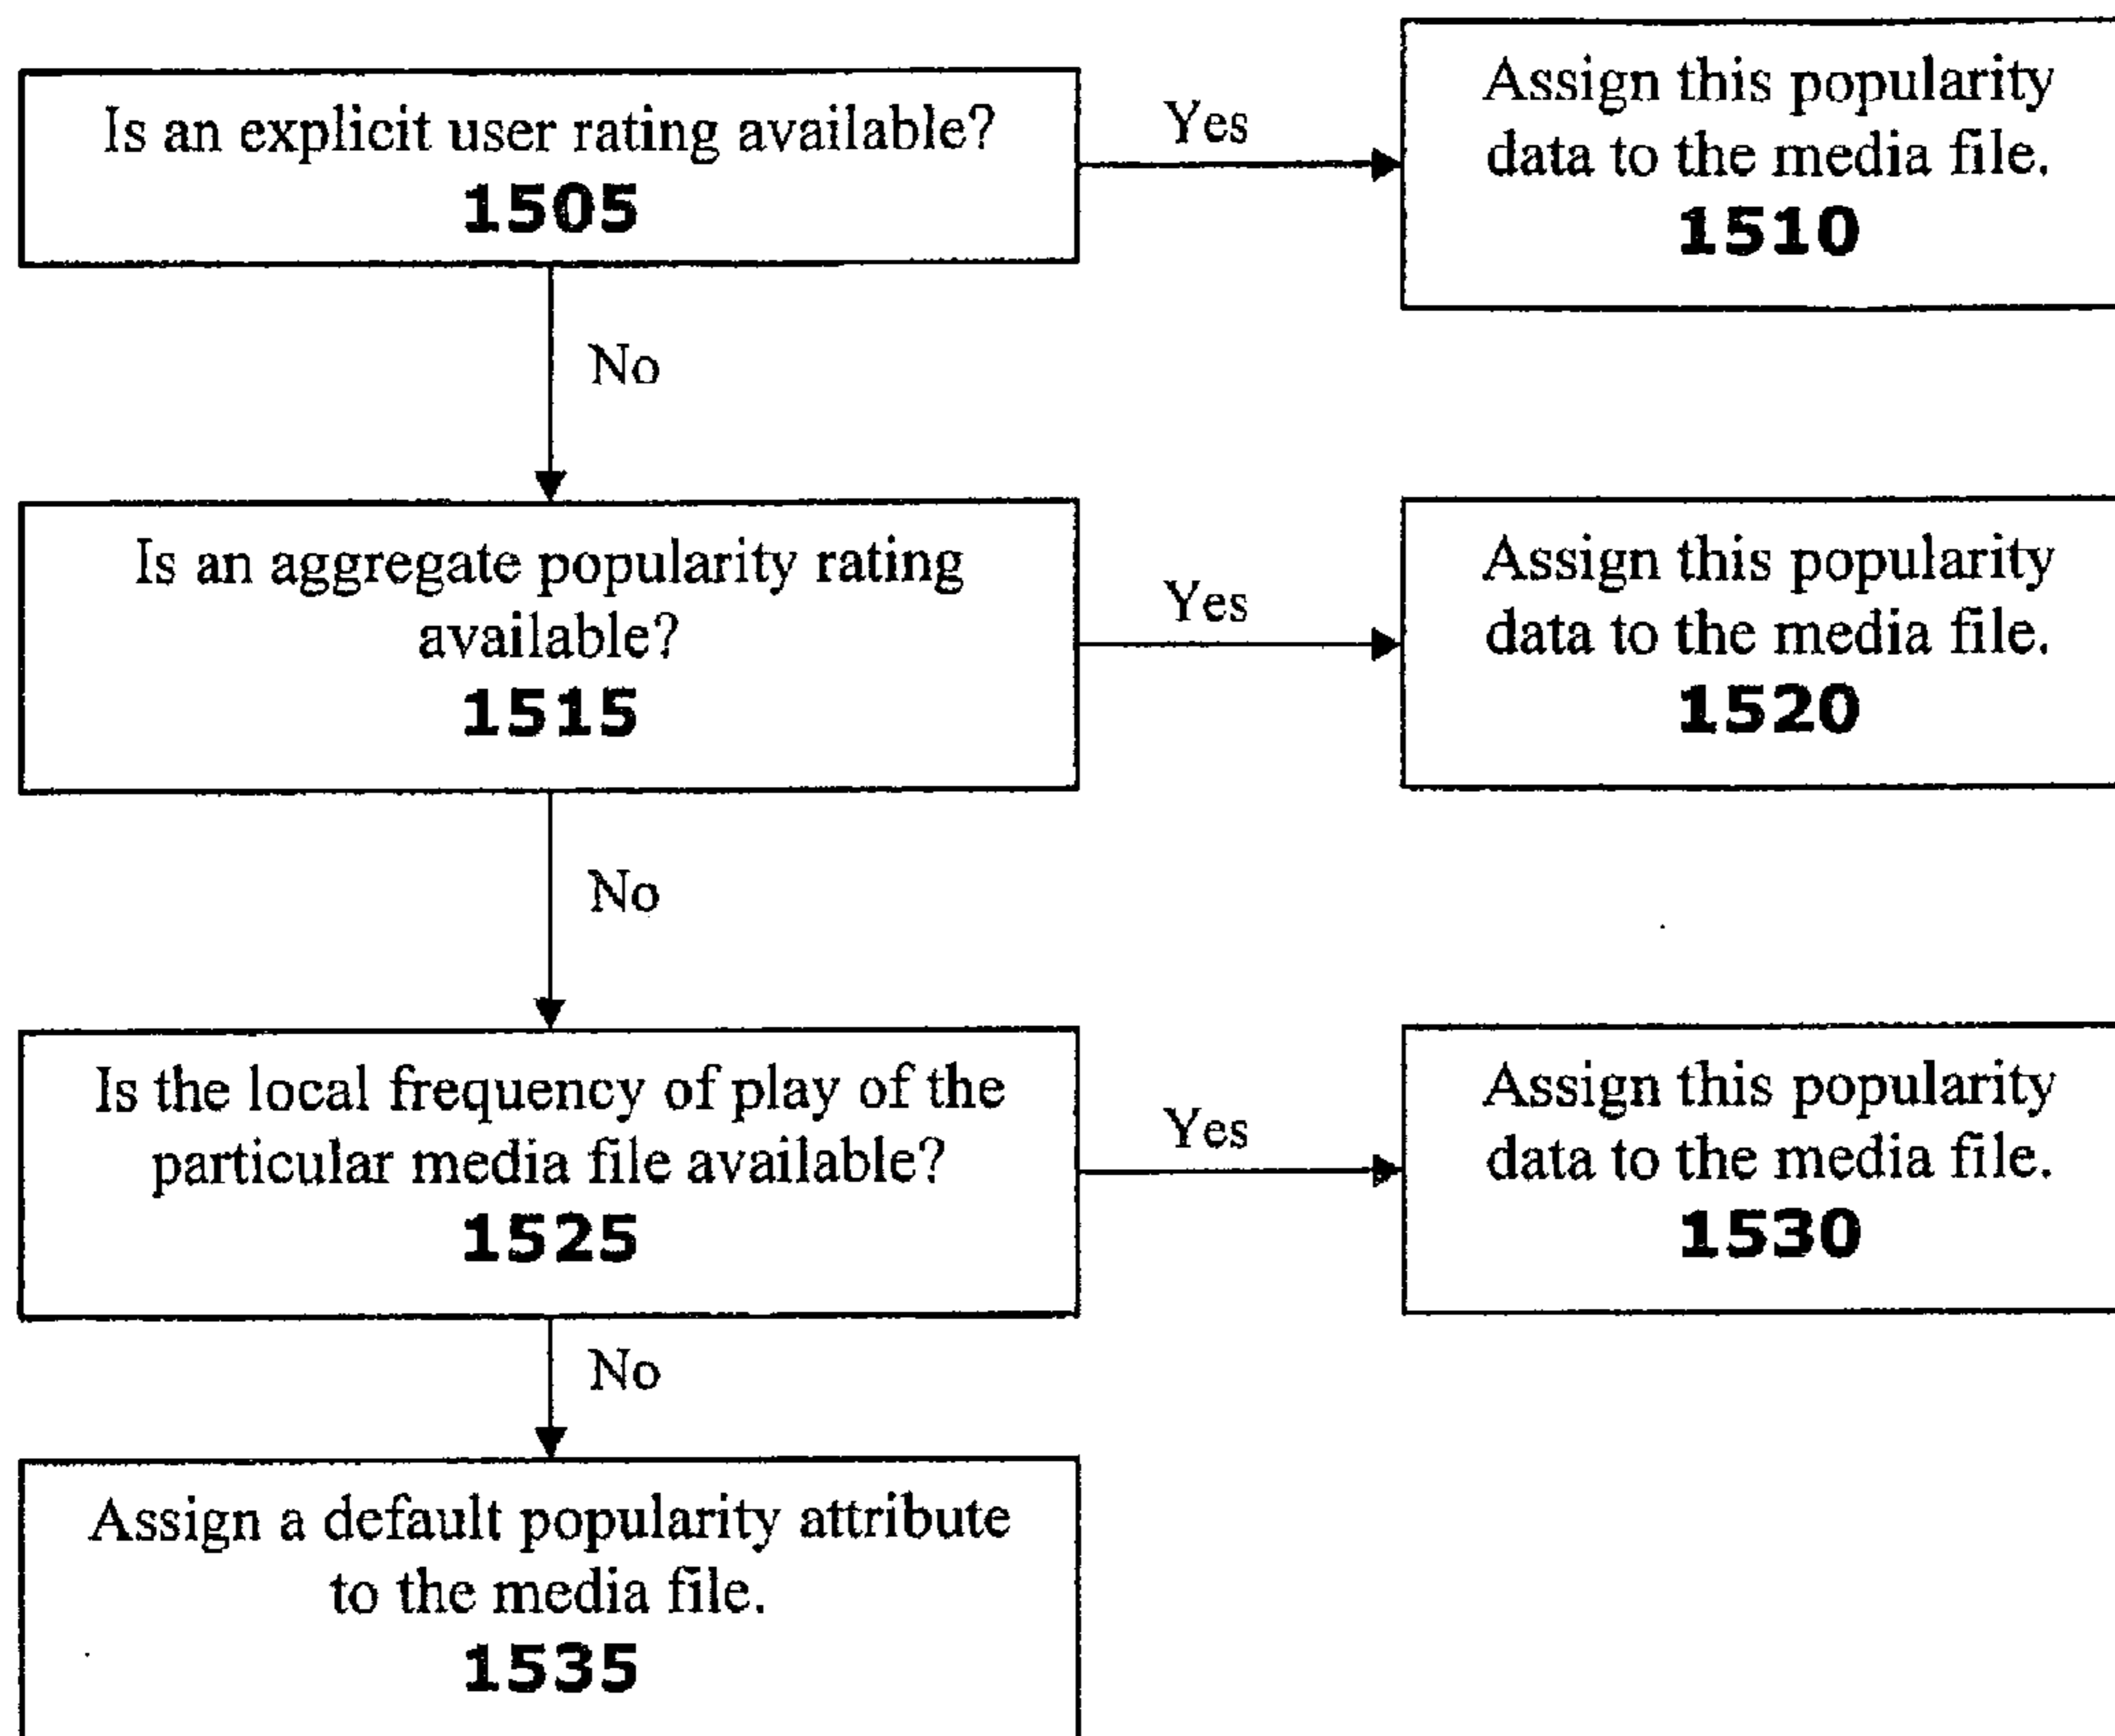 Is an explicit user rating available?
1505
Yes
Assign this popularity
data to the media file.
1510
No
Is an aggregate popularity rating
available?
1515
Yes
Assign this popularity
data to the media file.
1520
No
Is the local frequency of play of the
particular media file available?
1525
Yes
Assign this popularity
data to the media file.
1530
No
Assign a default popularity attribute
to the media file.
1535